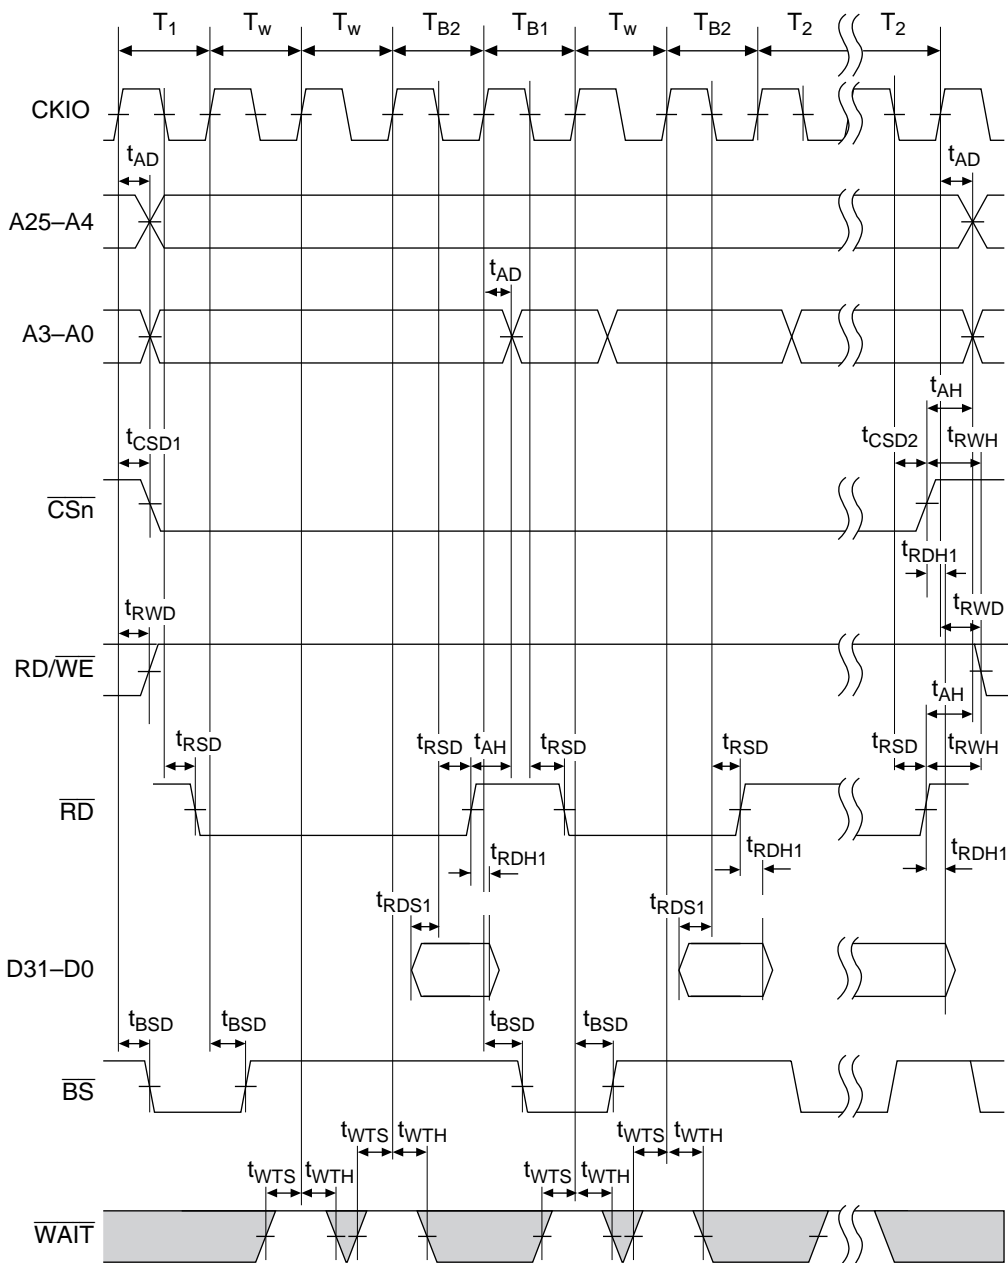 T1 Tw Tw TB2 TB1 Tw TB2 T2 T2
CKIO
tAD tAD
A25–A4
tAD
A3–A0
tAH
tCSD1 tCSD2 tRWH
CSn
tRDH1
tRWD tRWD
RD/WE
tAH
tRSD tRSD tAH tRSD tRSD tRSD tRWH
RD
tRDH1 tRDH1 tRDH1
tRDS1 tRDS1
D31–D0
tBSD tBSD tBSD tBSD
BS
tWTS tWTH tWTS tWTH
tWTS tWTH tWTS tWTH
WAIT